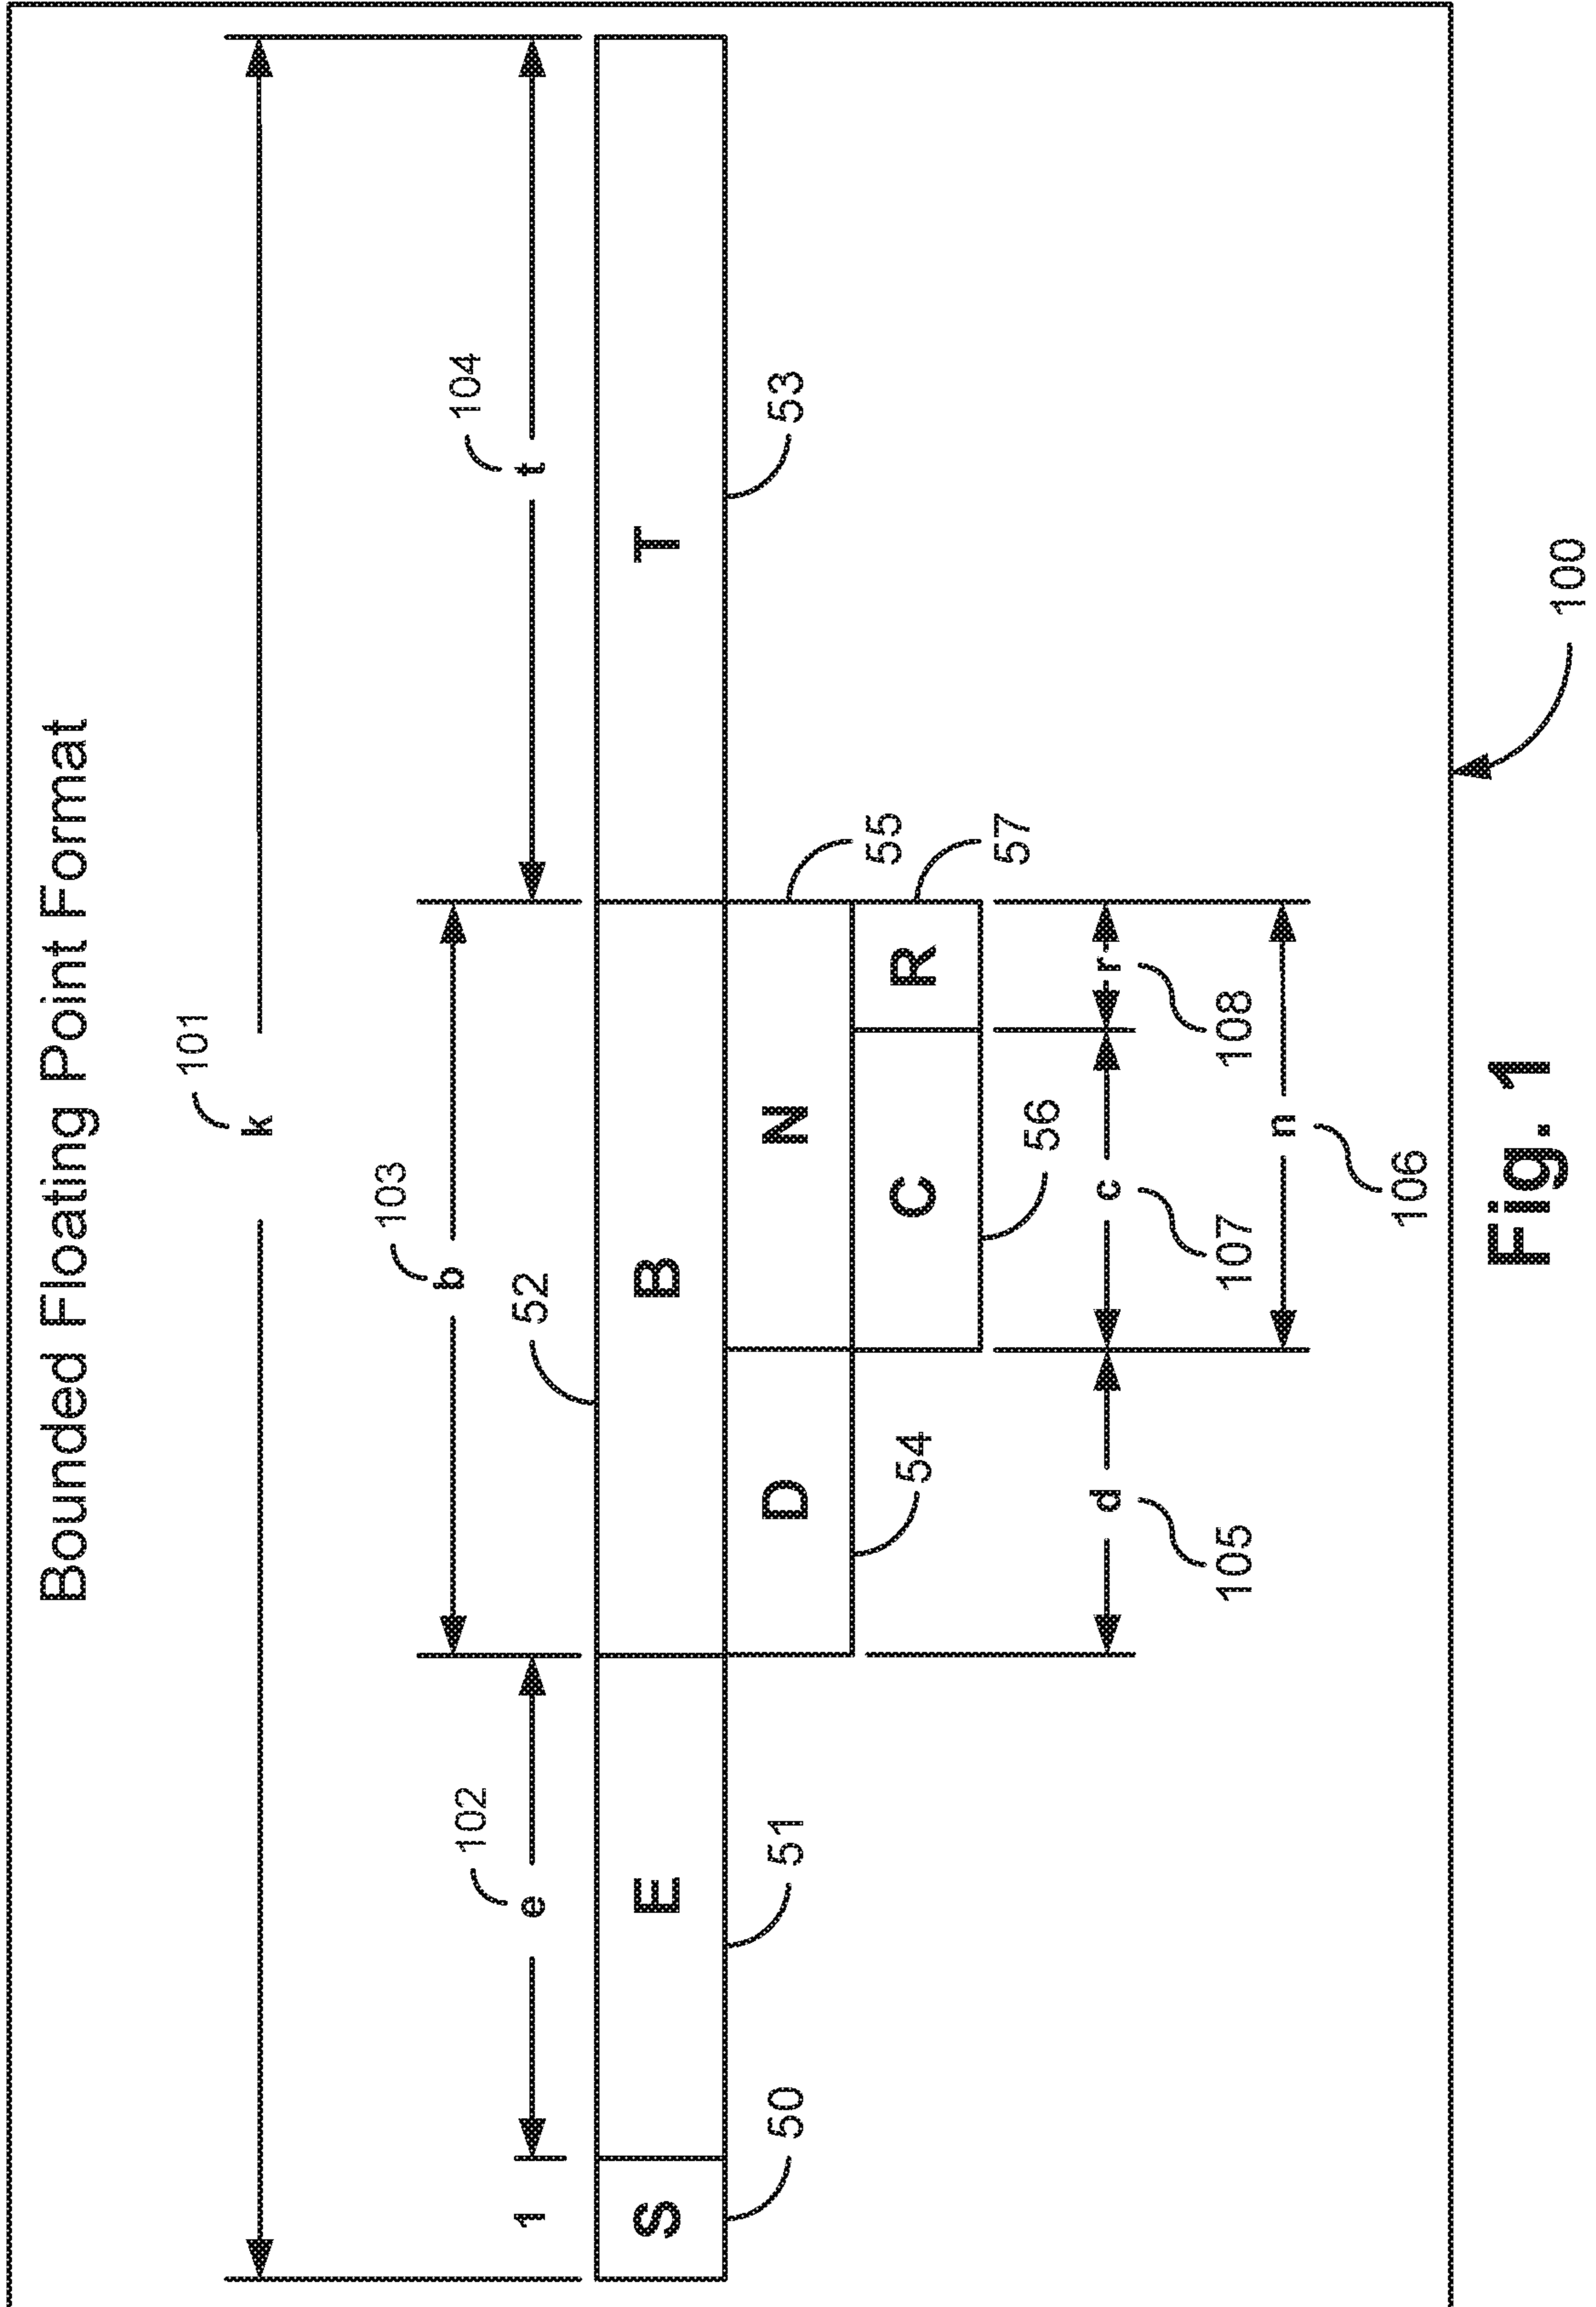 Bounded Floating Point Format
101
k
103
b
102
104
1
e
t
52
S
E
B
T
50
51
53
D
N
55
54
C
R
57
56
d
c
r
105
107
108
n
106
100
Fig. 1